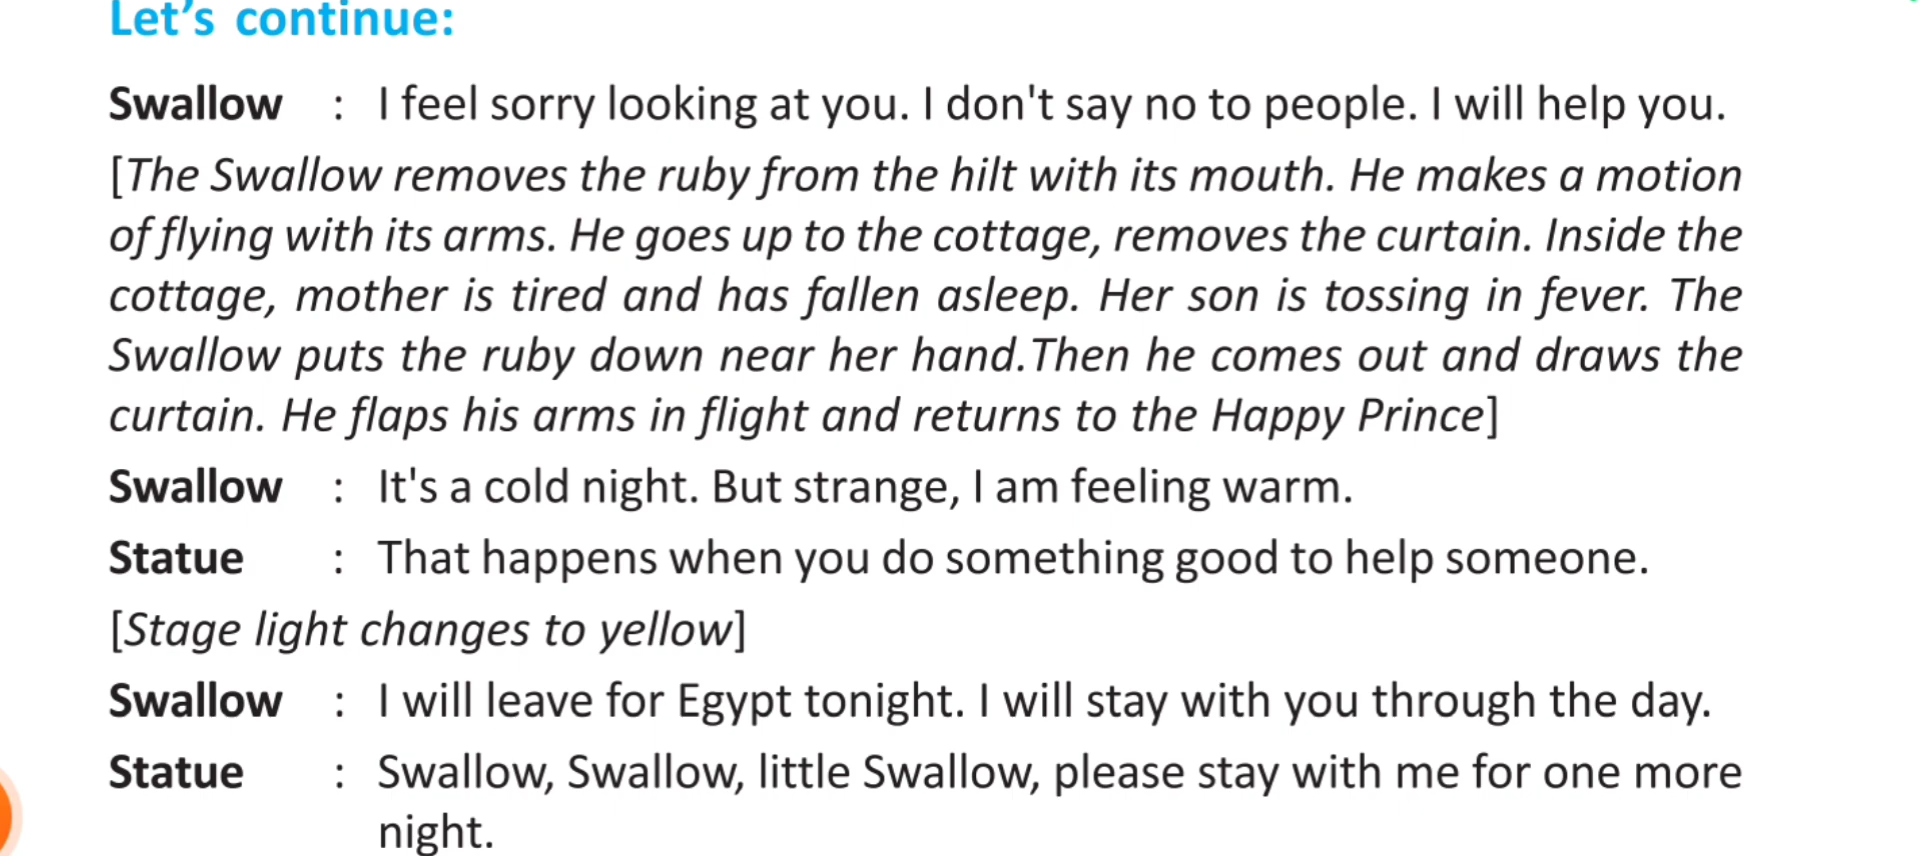 Let's continue:
Swallow : I feel sorry looking at you. I don't say no to people. I will help you.
[The Swallow removes the ruby from the hilt with its mouth. He makes a motion
of flying with its arms. He goes up to the cottage, removes the curtain. Inside the
cottage, mother is tired and has fallen asleep. Her son is tossing in fever. The
Swallow puts the ruby down near her hand.Then he comes out and draws the
curtain. He flaps his arms in flight and returns to the Happy Prince]
Swallow : It's a cold night. But strange, I am feeling warm.
Statue : That happens when you do something good to help someone.
[Stage light changes to yellow]
Swallow : I will leave for Egypt tonight. I will stay with you through the day.
Statue : Swallow, Swallow, little Swallow, please stay with me for one more
night.